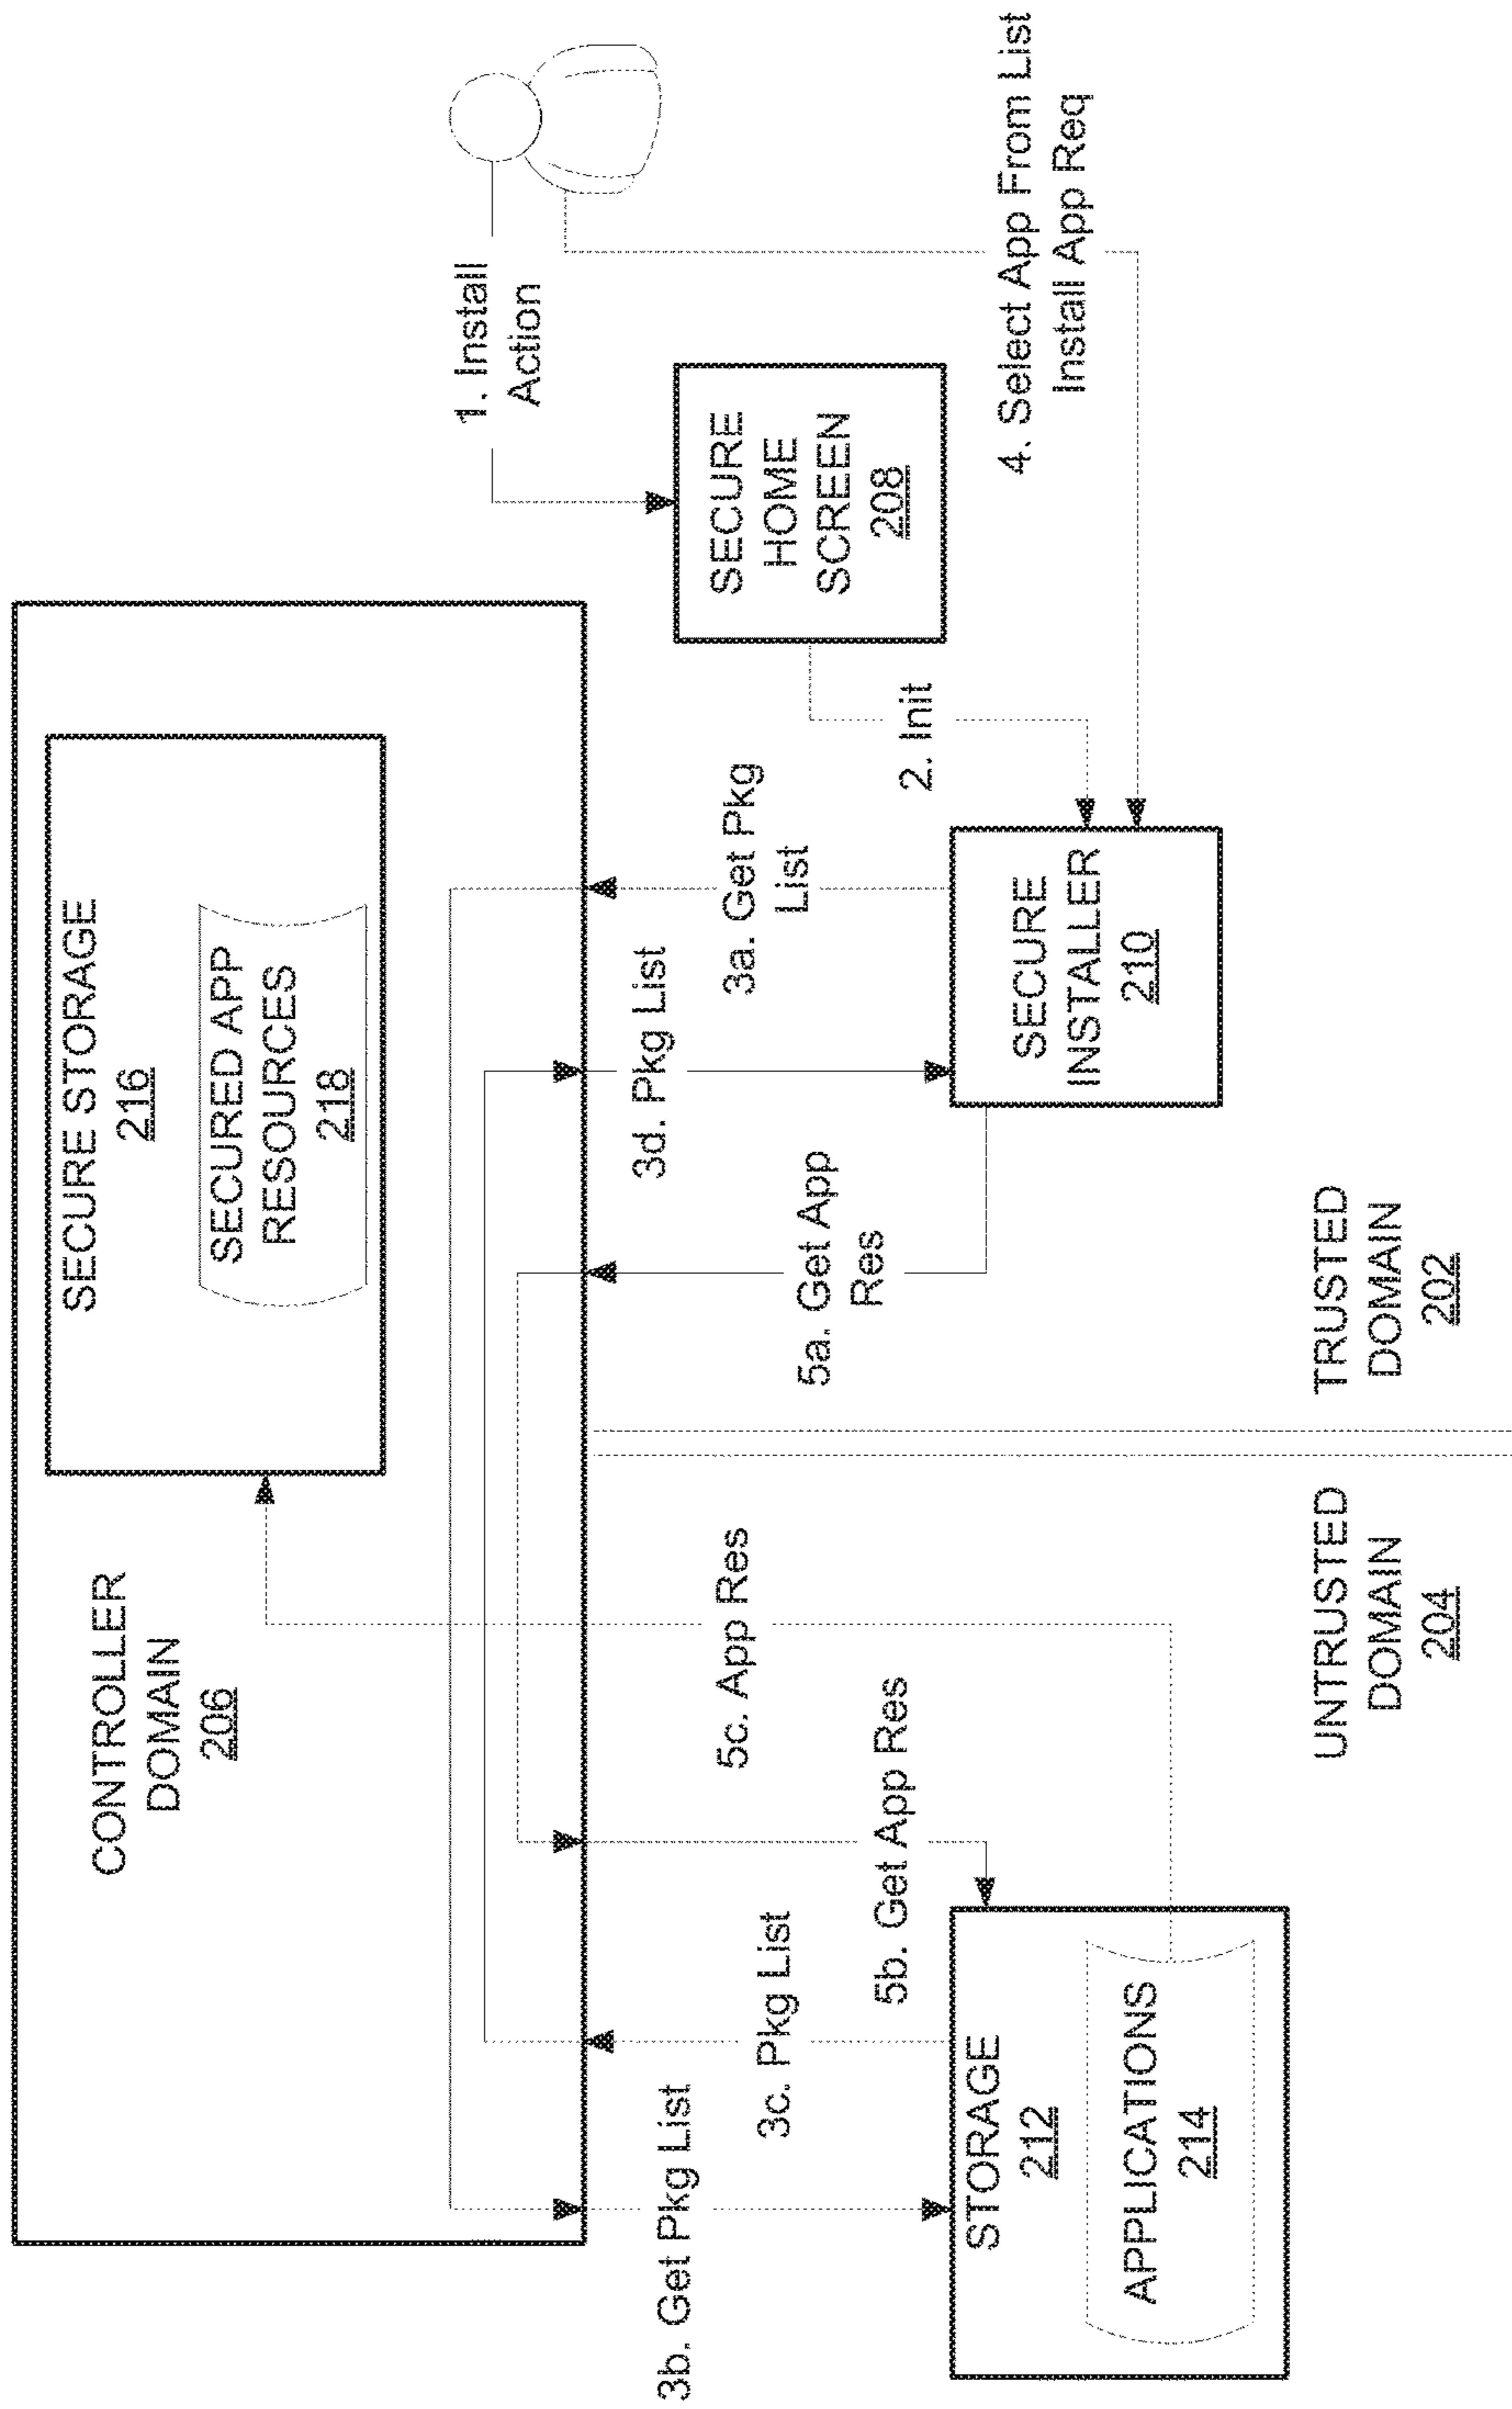 CONTROLLER
DOMAIN
206
SECURE STORAGE
216
SECURED APP
RESOURCES
218
3b. Get Pkg List
3c. Pkg List
5b. Get App Res
5c. App Res
5a. Get App
Res
3d. Pkg List
3a. Get Pkg
List
2. Init
1. Install
Action
SECURE
HOME
SCREEN
208
4. Select App From List
Install App Req
STORAGE
212
APPLICATIONS
214
SECURE
INSTALLER
210
UNTRUSTED
DOMAIN
204
TRUSTED
DOMAIN
202